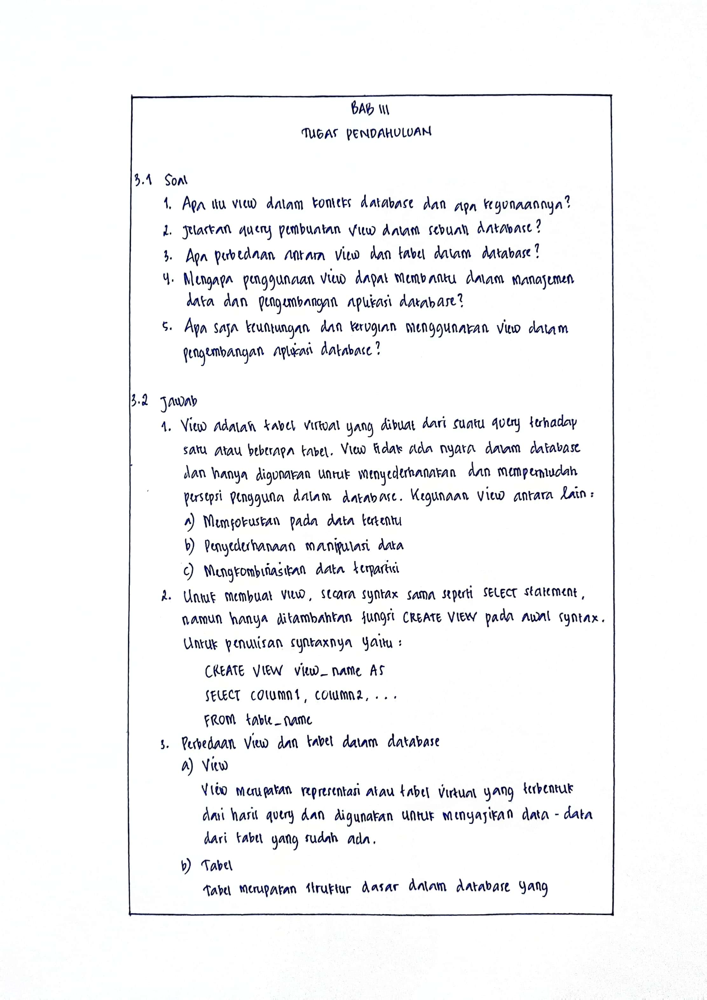 BAB III
TUGAS PENDAHULUAN
3.1 Soal
1. Apa itu view dalam konteks database dan apa kegunaannya?
2. Jelaskan query pembuatan view dalam sebuah database?
3. Apa perbedaan antara view dan tabel dalam database?
4. Mengapa penggunaan view dapat membantu dalam manajemen
data dan pengembangan aplikasi database?
5. Apa saja keuntungan dan kerugian menggunakan view dalam
pengembangan aplikasi database?
3.2 Jawab
1. View adalah tabel virtual yang dibuat dari suatu query terhadap
satu atau beberapa tabel. View tidak ada nyata dalam database
dan hanya digunakan untuk menyederhanakan dan mempermudah
persepsi pengguna dalam database. Kegunaan view antara lain :
a) Memfokuskan pada data tertentu
b) Penyederhanaan manipulasi data
c) Mengkombinasikan data terpartisi
2. Untuk membuat view, secara syntax sama seperti SELECT statement,
namun hanya ditambahkan fungsi CREATE VIEW pada awal syntax.
Untuk penulisan syntaxnya yaitu :
CREATE VIEW view_name AS
SELECT column1, column2, ...
FROM table_name
3. Perbedaan View dan tabel dalam database
a) View
View merupakan representasi atau tabel virtual yang terbentuk
dari hasil query dan digunakan untuk menyajikan data - data
dari tabel yang sudah ada.
b) Tabel
Tabel merupakan struktur dasar dalam database yang